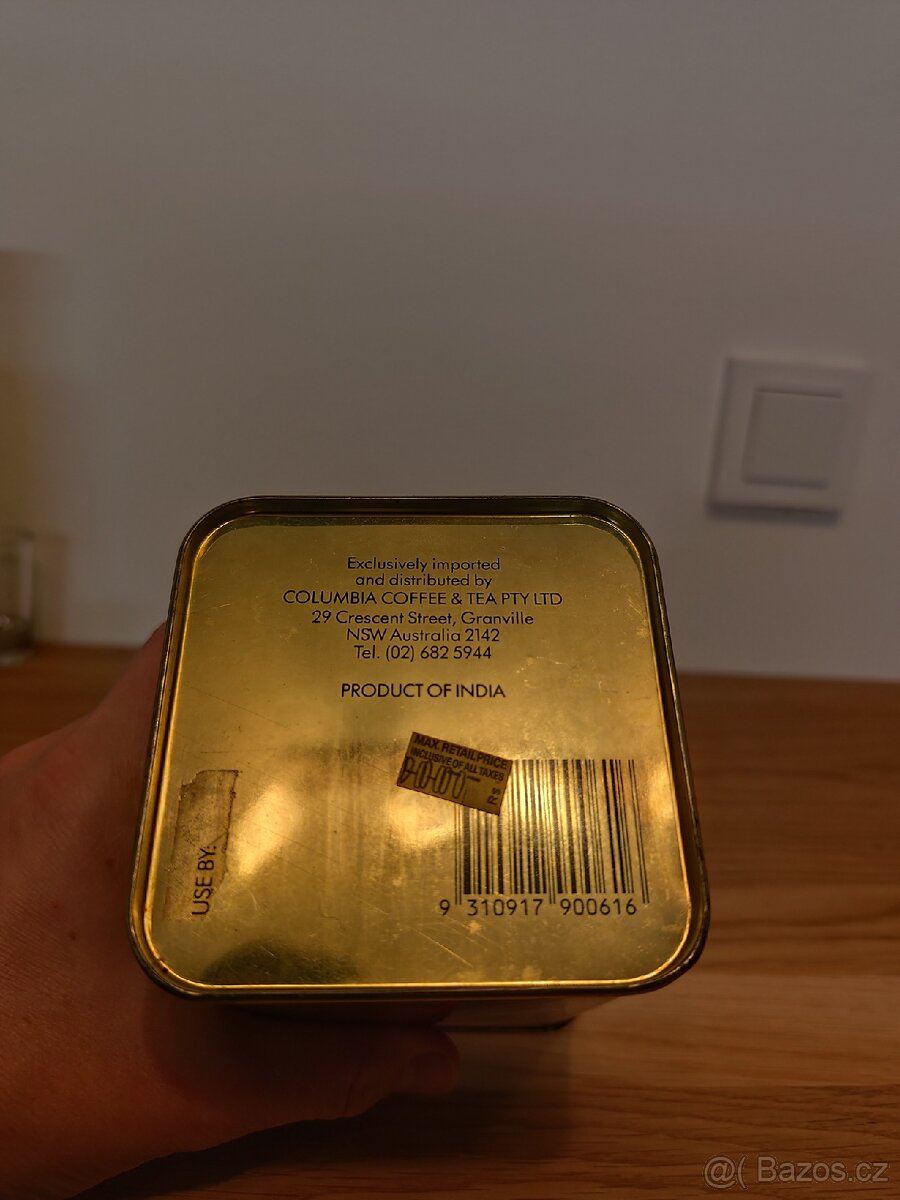 Exclusively imported
and distributed by
COLUMBIA COFFEE & TEA PTY LTD
29 Crescent Street, Granville
NSW Australia 2142
Tel. (02) 682 5944
PRODUCT OF INDIA
MAX. RETAIL PRICE
INCLUSIVE OF ALL TAXES
Rs
USE BY:
9 310917 900616
@( Bazos.cz